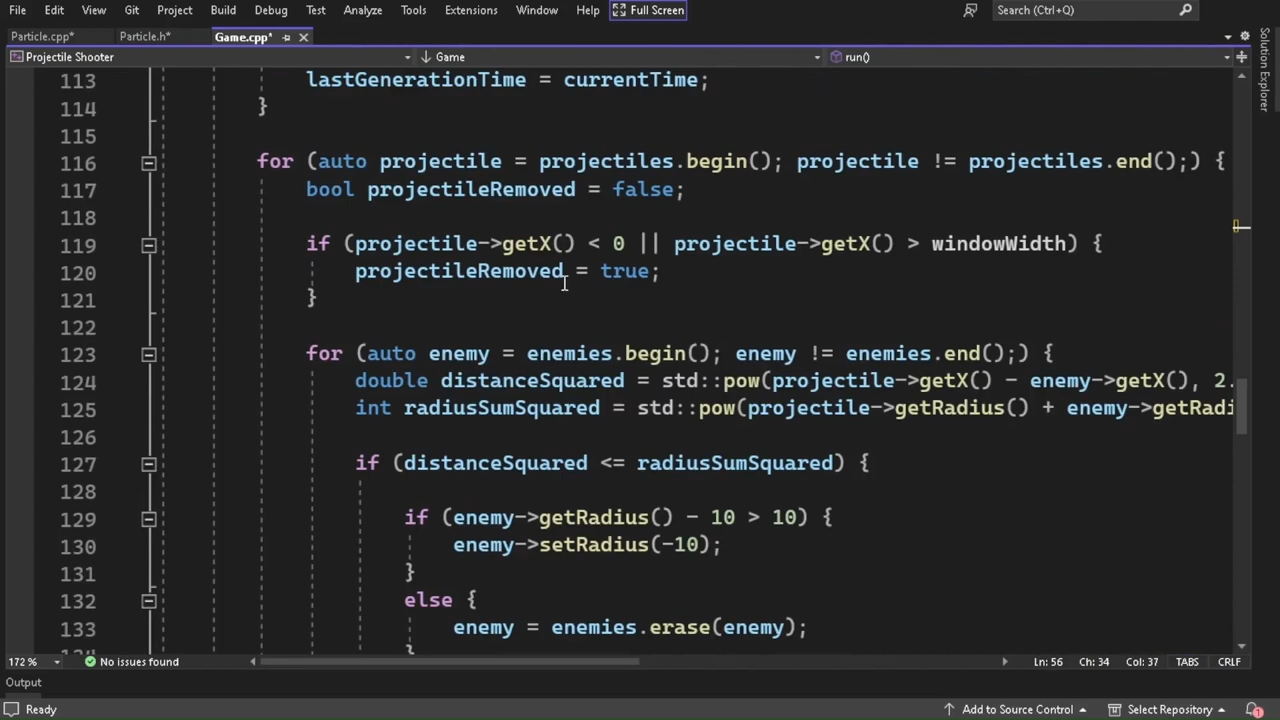 File Edit View Git Project Build Debug Test Analyze Tools Extensions Window Help Full Screen Search (Ctrl+Q)
Particle.cpp* Particle.h* Game.cpp*
Projectile Shooter Game run()
113 lastGenerationTime = currentTime;
114 }
115
116 for (auto projectile = projectiles.begin(); projectile != projectiles.end();) {
117 bool projectileRemoved = false;
118
119 if (projectile->getX() < 0 || projectile->getX() > windowWidth) {
120 projectileRemoved = true;
121 }
122
123 for (auto enemy = enemies.begin(); enemy != enemies.end();) {
124 double distanceSquared = std::pow(projectile->getX() - enemy->getX(), 2.
125 int radiusSumSquared = std::pow(projectile->getRadius() + enemy->getRadi
126
127 if (distanceSquared <= radiusSumSquared) {
128
129 if (enemy->getRadius() - 10 > 10) {
130 enemy->setRadius(-10);
131 }
132 else {
133 enemy = enemies.erase(enemy);
172 % No issues found Ln: 56 Ch: 34 Col: 37 TABS CRLF
Output
Ready Add to Source Control Select Repository 1
Solution Explorer